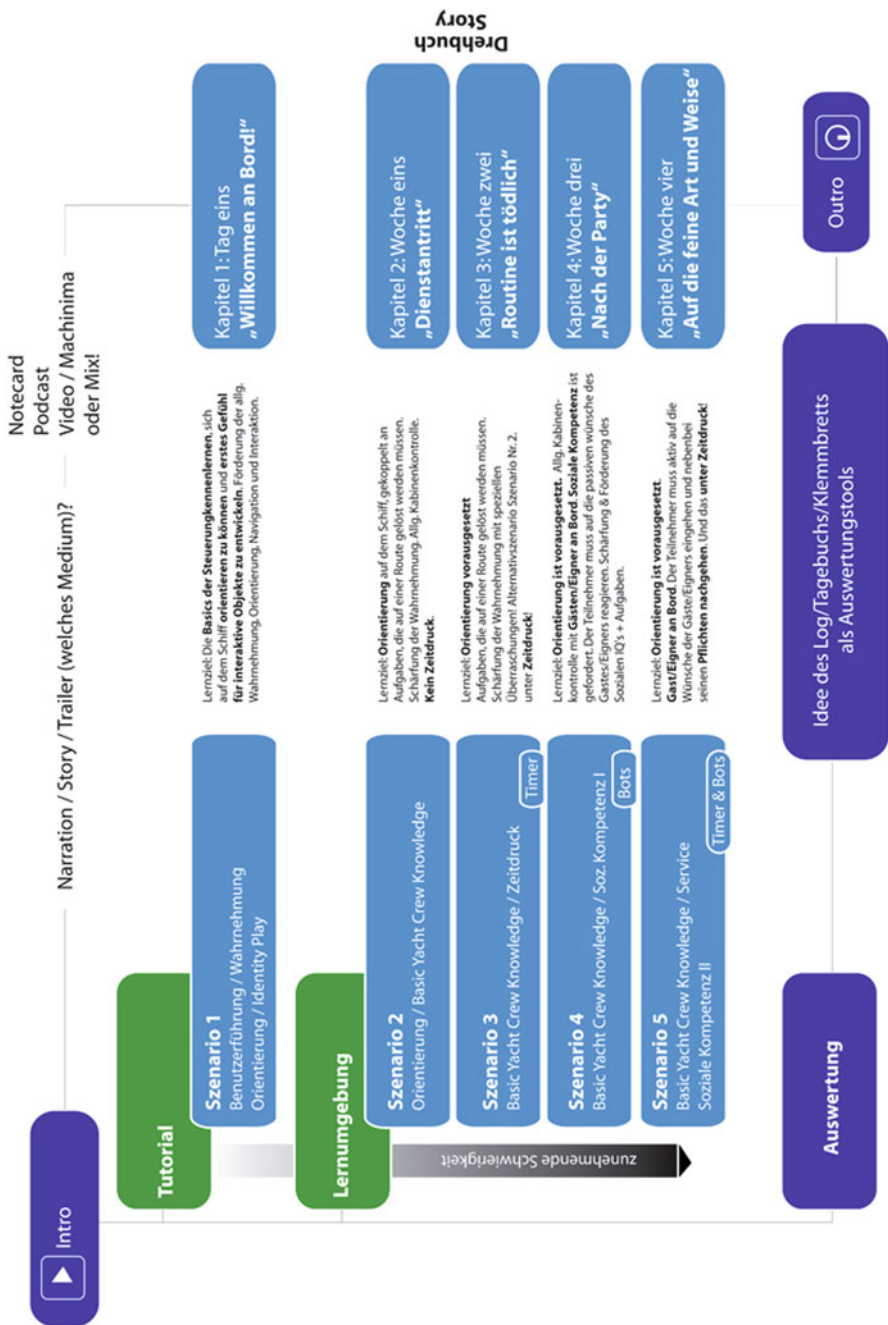 Intro
Narration / Story / Trailer (welches Medium)?
Notecard
Podcast
Video / Machinima
oder Mix!
Tutorial
Szenario 1
Benutzerführung / Wahrnehmung
Orientierung / Identity Play
Lernziel: Die Basics der Steuerungkennenlernen, sich
auf dem Schiff orientieren zu können und erstes Gefühl
für interaktive Objekte zu entwickeln. Förderung der allg.
Wahrnehmung, Orientierung, Navigation und Interaktion.
Kapitel 1: Tag eins
„Willkommen an Bord!“
Lernumgebung
Szenario 2
Orientierung / Basic Yacht Crew Knowledge
Lernziel: Orientierung auf dem Schiff, gekoppelt an
Aufgaben, die auf einer Route gelöst werden müssen.
Schärfung der Wahrnehmung. Allg. Kabinenkontrolle.
Kein Zeitdruck.
Kapitel 2: Woche eins
„Dienstantritt“
Szenario 3
Basic Yacht Crew Knowledge / Zeitdruck
Timer
Lernziel: Orientierung vorausgesetzt
Aufgaben, die auf einer Route gelöst werden müssen.
Schärfung der Wahrnehmung mit speziellen
Überraschungen! Alternativszenario Szenario Nr. 2.
unter Zeitdruck!
Kapitel 3: Woche zwei
„Routine ist tödlich“
Szenario 4
Basic Yacht Crew Knowledge / Soz. Kompetenz I
Bots
Lernziel: Orientierung ist vorausgesetzt. Allg. Kabinen-
kontrolle mit Gästen/Eigner an Bord. Soziale Kompetenz ist
gefordert. Der Teilnehmer muss auf die passiven wünsche des
Gastes/Eigners reagieren. Schärfung & Förderung des
Sozialen IQ's + Aufgaben.
Kapitel 4: Woche drei
„Nach der Party“
Szenario 5
Basic Yacht Crew Knowledge / Service
Soziale Kompetenz II
Timer & Bots
Lernziel: Orientierung ist vorausgesetzt.
Gast/Eigner an Bord. Der Teilnehmer muss aktiv auf die
Wünsche der Gäste/Eigners eingehen und nebenbei
seinen Pflichten nachgehen. Und das unter Zeitdruck!
Kapitel 5: Woche vier
„Auf die feine Art und Weise“
zunehmende Schwierigkeit
Drehbuch
Story
Auswertung
Idee des Log/Tagebuchs/Klemmbretts
als Auswertungstools
Outro